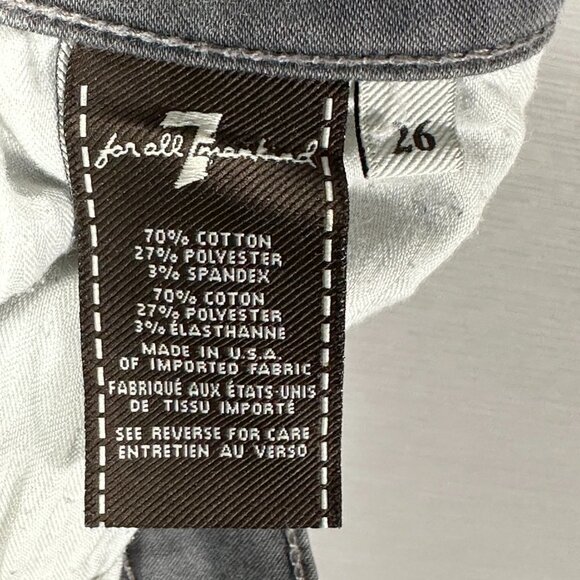 for all 7 mankind
26
70% COTTON
27% POLYESTER
3% SPANDEX
70% COTON
27% POLYESTER
3% ÉLASTHANNE
MADE IN U.S.A.
OF IMPORTED FABRIC
FABRIQUÉ AUX ÉTATS-UNIS
DE TISSU IMPORTÉ
SEE REVERSE FOR CARE
ENTRETIEN AU VERSO